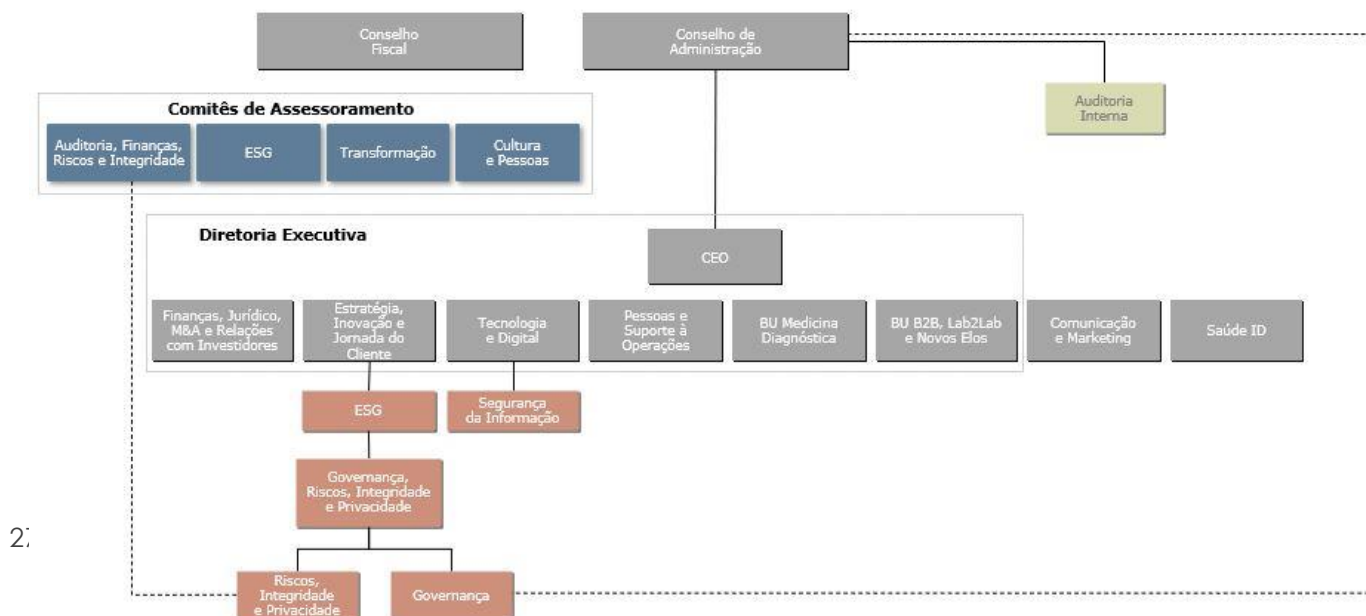 Conselho
Fiscal
Conselho de
Administração
Auditoria
Interna
Comitês de Assessoramento
Auditoria, Finanças,
Riscos e Integridade
ESG
Transformação
Cultura
e Pessoas
Diretoria Executiva
CEO
Finanças, Jurídico,
M&A e Relações
com Investidores
Estratégia,
Inovação e
Jornada do
Cliente
Tecnologia
e Digital
Pessoas e
Suporte à
Operações
BU Medicina
Diagnóstica
BU B2B, Lab2Lab
e Novos Elos
Comunicação
e Marketing
Saúde ID
ESG
Segurança
da Informação
Governança,
Riscos, Integridade
e Privacidade
Riscos,
Integridade
e Privacidade
Governança